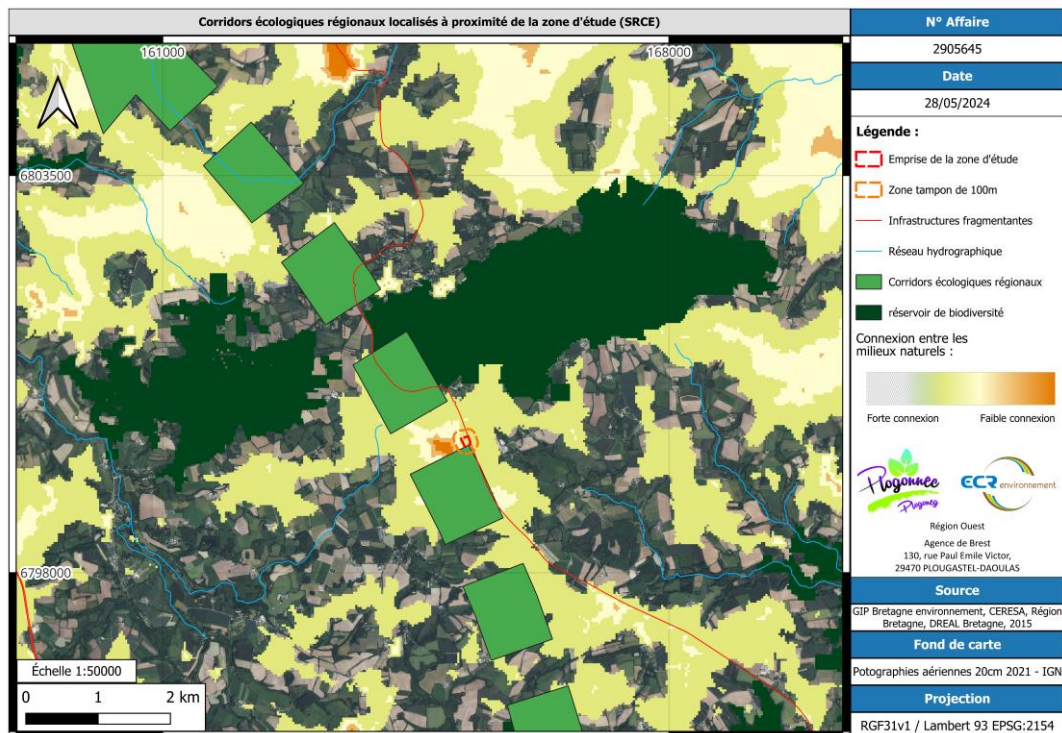 Corridors écologiques régionaux localisés à proximité de la zone d'étude (SRCE)
161000
168000
6803500
6798000
Échelle 1:50000
0 1 2 km
N° Affaire
2905645
Date
28/05/2024
Légende :
Emprise de la zone d'étude
Zone tampon de 100m
Infrastructures fragmentantes
Réseau hydrographique
Corridors écologiques régionaux
réservoir de biodiversité
Connexion entre les
milieux naturels :
Forte connexion Faible connexion
Plogonnec
Plogoneg
ECR environnement
Région Ouest
Agence de Brest
130, rue Paul Emile Victor,
29470 PLOUGASTEL-DAOULAS
Source
GIP Bretagne environnement, CERESA, Région
Bretagne, DREAL Bretagne, 2015
Fond de carte
Potographies aériennes 20cm 2021 - IGN
Projection
RGF31v1 / Lambert 93 EPSG:2154